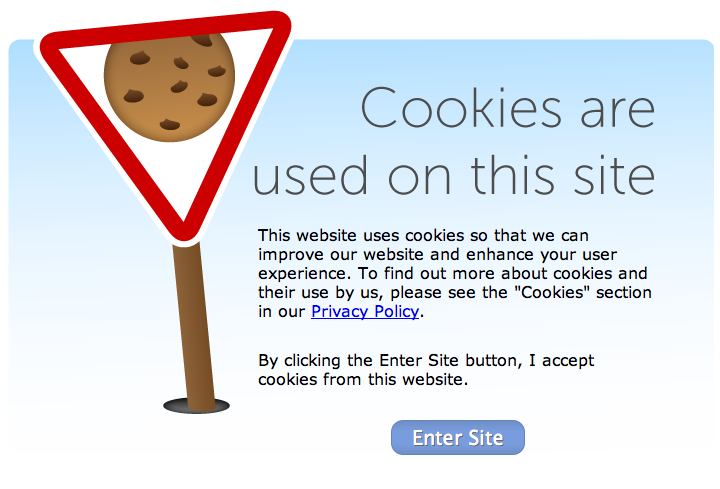 Cookies are
used on this site
This website uses cookies so that we can
improve our website and enhance your user
experience. To find out more about cookies and
their use by us, please see the "Cookies" section
in our Privacy Policy.
By clicking the Enter Site button, I accept
cookies from this website.
Enter Site